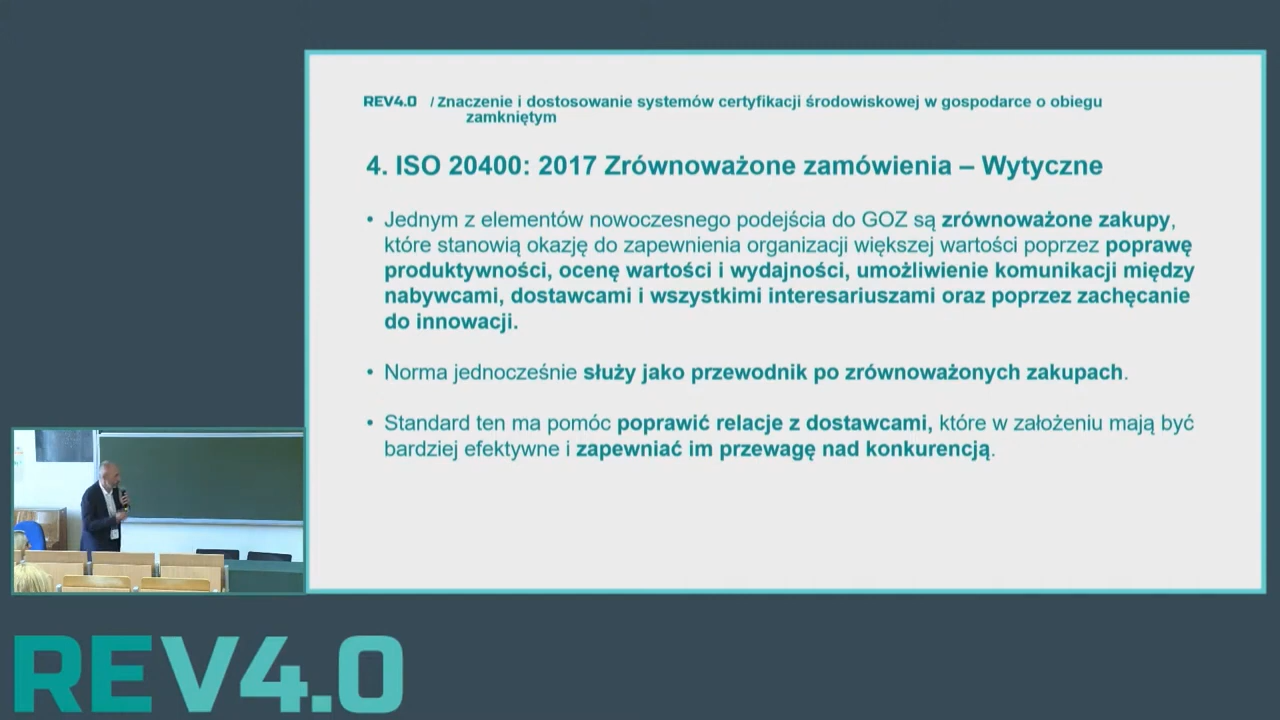 REV4.0 / Znaczenie i dostosowanie systemów certyfikacji środowiskowej w gospodarce o obiegu
zamkniętym
4. ISO 20400: 2017 Zrównoważone zamówienia – Wytyczne
• Jednym z elementów nowoczesnego podejścia do GOZ są zrównoważone zakupy,
które stanowią okazję do zapewnienia organizacji większej wartości poprzez poprawę
produktywności, ocenę wartości i wydajności, umożliwienie komunikacji między
nabywcami, dostawcami i wszystkimi interesariuszami oraz poprzez zachęcanie
do innowacji.
• Norma jednocześnie służy jako przewodnik po zrównoważonych zakupach.
• Standard ten ma pomóc poprawić relacje z dostawcami, które w założeniu mają być
bardziej efektywne i zapewniać im przewagę nad konkurencją.
REV4.0